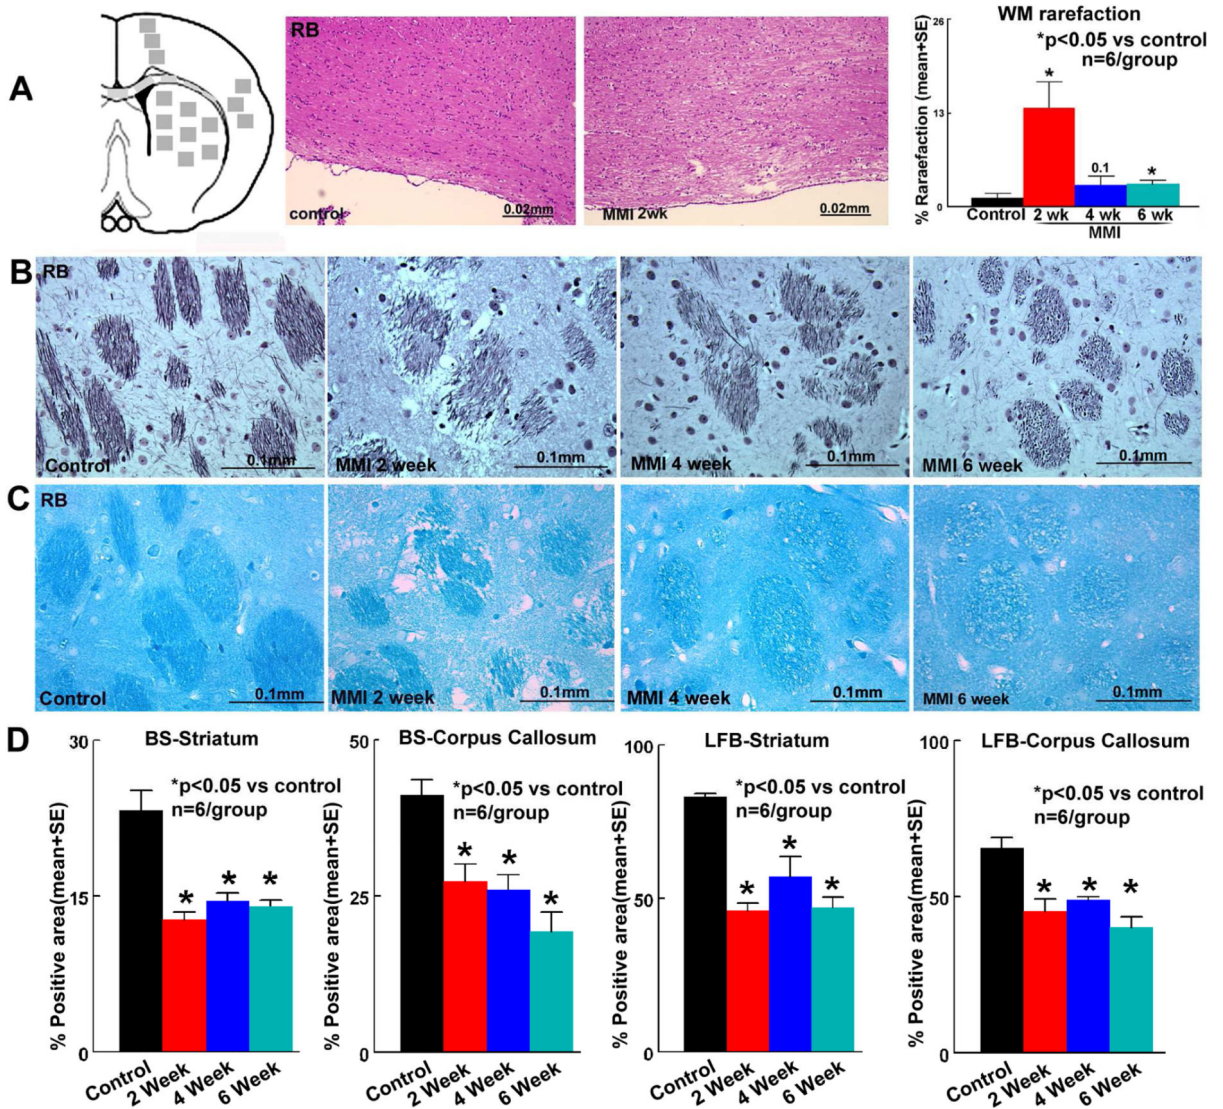 A
RB
control
0.02mm
MMI 2wk
0.02mm
WM rarefaction
*p<0.05 vs control
n=6/group
% Raraefaction (mean+SE)
26
13
0
*
0.1
*
Control 2 wk 4 wk 6 wk
MMI
B
RB
Control
0.1mm
MMI 2 week
0.1mm
MMI 4 week
0.1mm
MMI 6 week
0.1mm
C
RB
Control
0.1mm
MMI 2 week
0.1mm
MMI 4 week
0.1mm
MMI 6 week
0.1mm
D
BS-Striatum
*p<0.05 vs control
n=6/group
% Positive area(mean+SE)
30
15
0
* * *
Control 2 Week 4 Week 6 Week
BS-Corpus Callosum
*p<0.05 vs control
n=6/group
% Positive area(mean+SE)
50
25
0
* * *
Control 2 Week 4 Week 6 Week
LFB-Striatum
*p<0.05 vs control
n=6/group
% Positive area(mean+SE)
100
50
0
* * *
Control 2 Week 4 Week 6 Week
LFB-Corpus Callosum
*p<0.05 vs control
n=6/group
% Positive area(mean+SE)
100
50
0
* * *
Control 2 Week 4 Week 6 Week